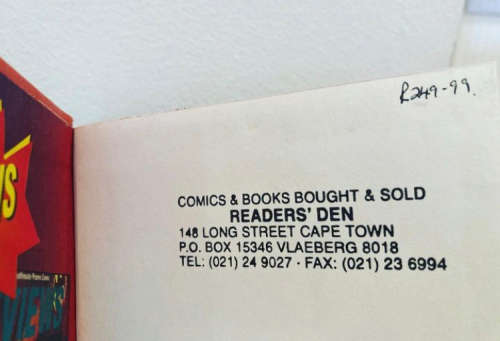 R249-99.
COMICS & BOOKS BOUGHT & SOLD
READERS' DEN
148 LONG STREET CAPE TOWN
P.O. BOX 15346 VLAEBERG 8018
TEL: (021) 24 9027 · FAX: (021) 23 6994